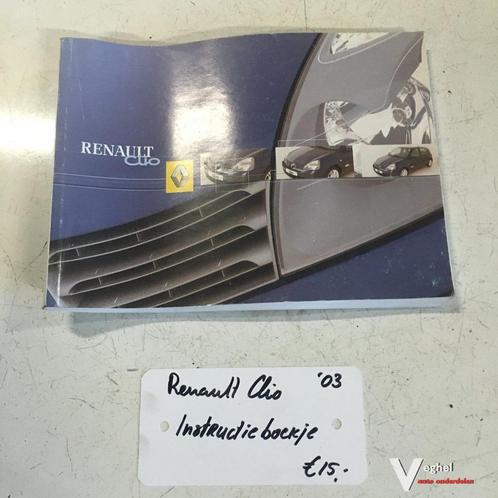 RENAULT
Clio
Renault Clio '03
Instructie boekje
€15,-
Veghel
auto onderdelen